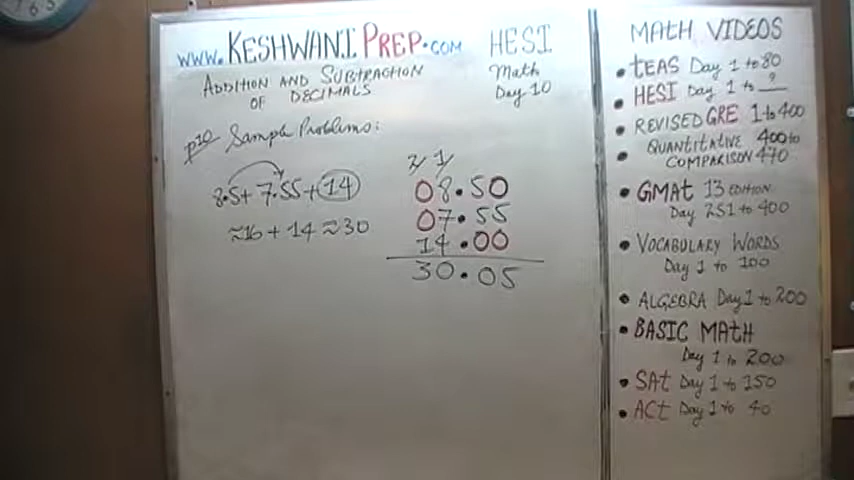 www.KESHWANIPREP.COM
HESI
ADDITION AND SUBTRACTION
OF DECIMALS
Math
Day 10
p10 Sample Problems:
8.5+ 7.55+14
≈16 + 14 ≈ 30
2 1
08.50
07.55
14.00
30.05
MATH VIDEOS
• TEAS Day 1 to 80
• HESI Day 1 to ?
• REVISED GRE 1 to 400
• QUANTITATIVE 400 to
COMPARISON 470
• GMAT 13 EDITION
Day 251 to 400
• VOCABULARY WORDS
Day 1 to 100
• ALGEBRA Day 1 to 200
• BASIC MATH
Day 1 to 200
• SAT Day 1 to 150
• ACT Day 1 to 40